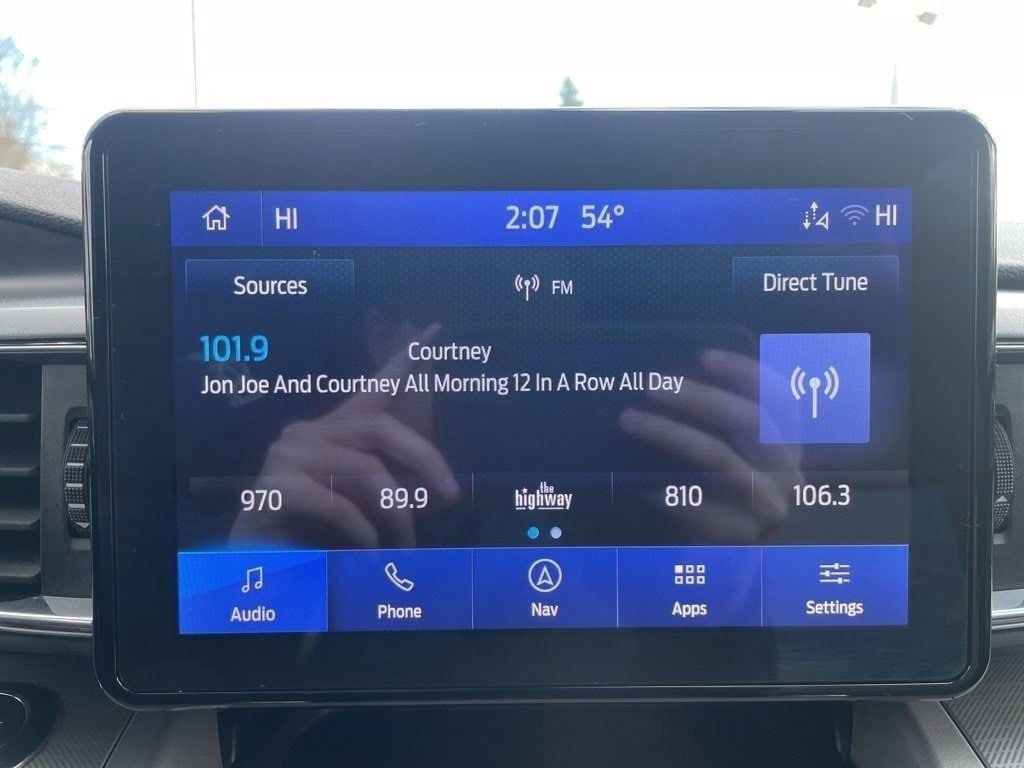 HI 2:07 54° HI
Sources FM Direct Tune
101.9 Courtney
Jon Joe And Courtney All Morning 12 In A Row All Day
970 89.9 the highway 810 106.3
Audio Phone Nav Apps Settings